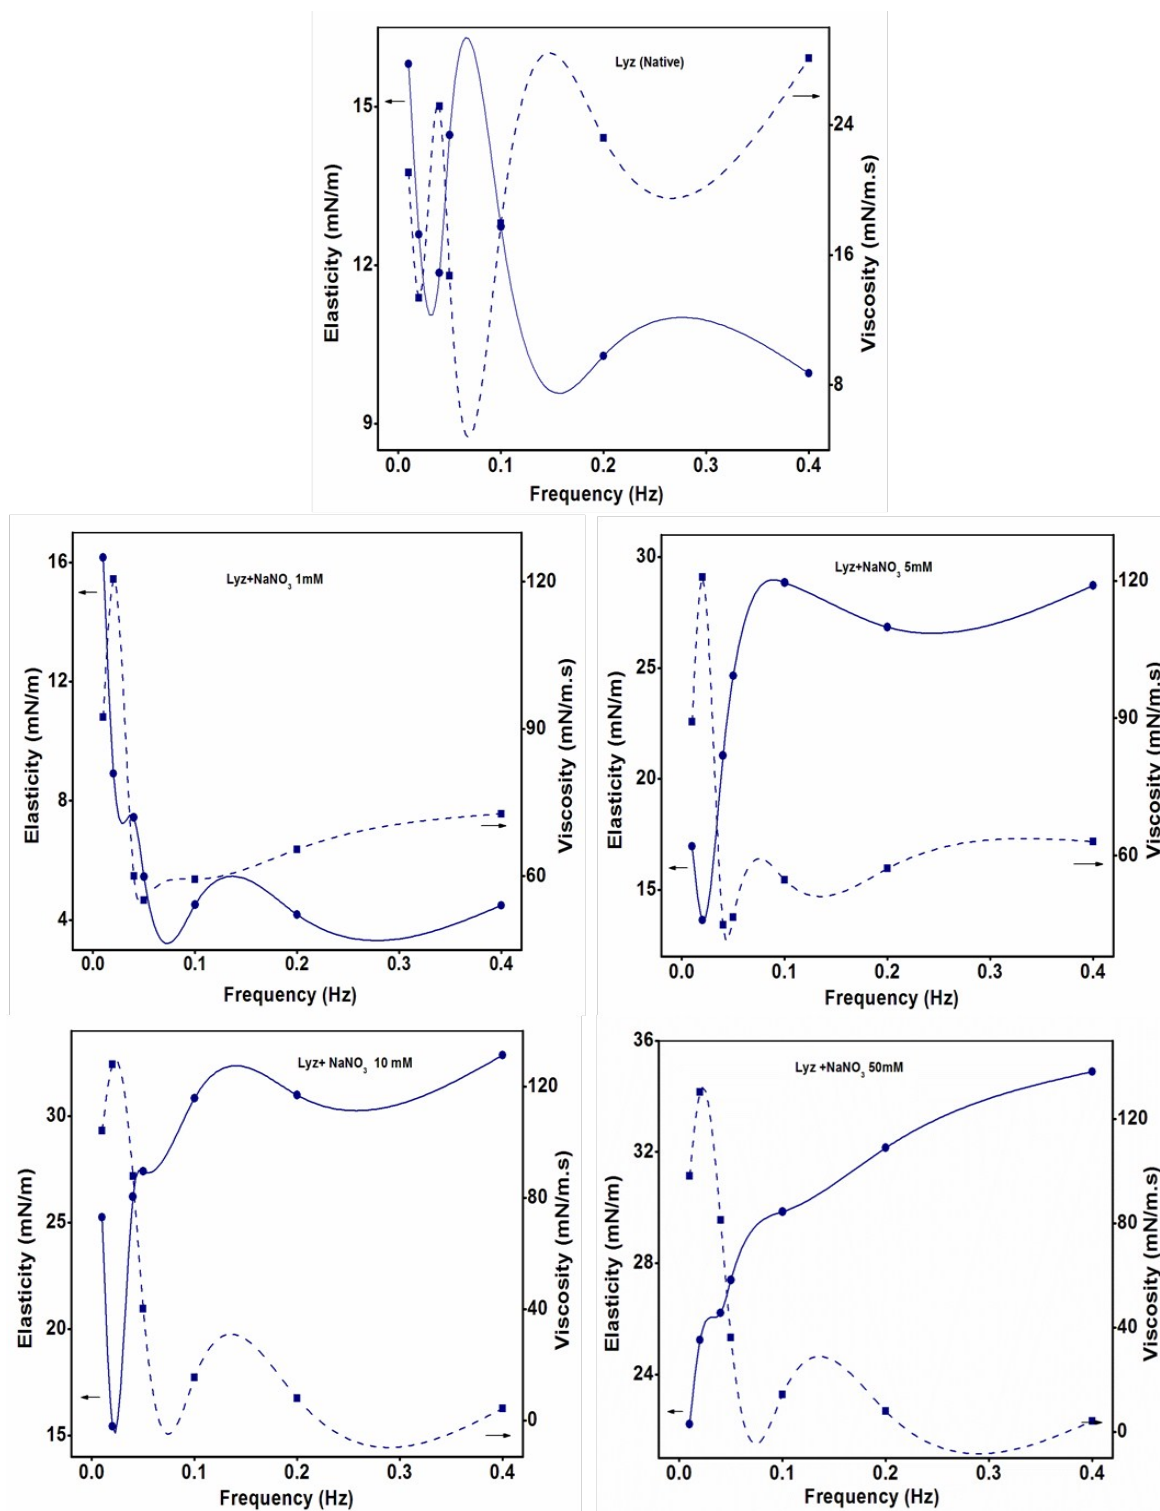 Lyz (Native)
15
12
9
Elasticity (mN/m)
24
16
8
Viscosity (mN/m.s)
0.0 0.1 0.2 0.3 0.4
Frequency (Hz)
Lyz+NaNO3 1mM
16
12
8
4
Elasticity (mN/m)
120
90
60
Viscosity (mN/m.s)
0.0 0.1 0.2 0.3 0.4
Frequency (Hz)
Lyz+NaNO3 5mM
30
25
20
15
Elasticity (mN/m)
120
90
60
Viscosity (mN/m.s)
0.0 0.1 0.2 0.3 0.4
Frequency (Hz)
Lyz+ NaNO3 10 mM
30
25
20
15
Elasticity (mN/m)
120
80
40
0
Viscosity (mN/m.s)
0.0 0.1 0.2 0.3 0.4
Frequency (Hz)
Lyz +NaNO3 50mM
36
32
28
24
Elasticity (mN/m)
120
80
40
0
Viscosity (mN/m.s)
0.0 0.1 0.2 0.3 0.4
Frequency (Hz)